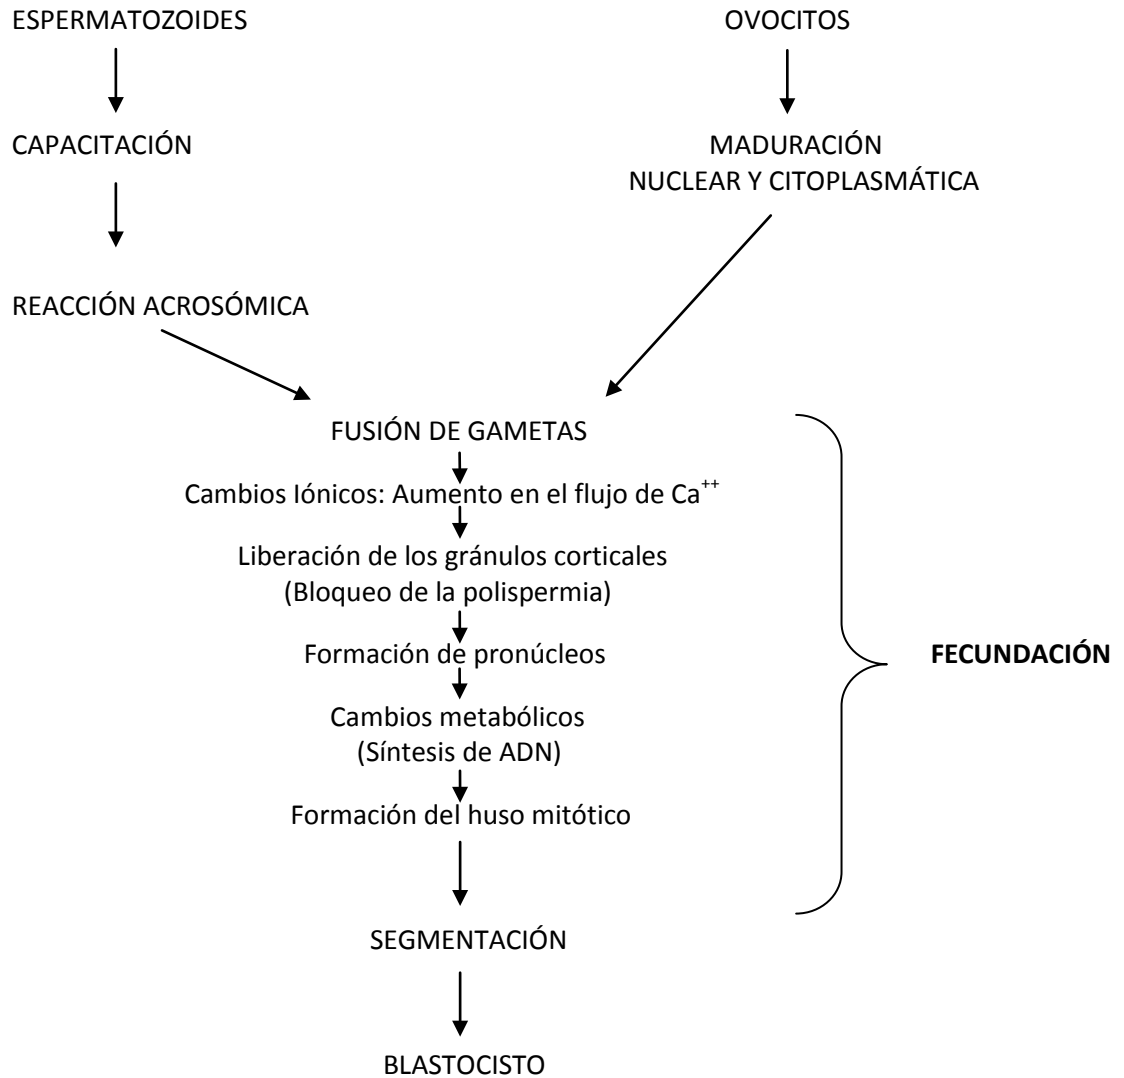 ESPERMATOZOIDES
OVOCITOS
CAPACITACIÓN
MADURACIÓN
NUCLEAR Y CITOPLASMÁTICA
REACCIÓN ACROSÓMICA
FUSIÓN DE GAMETAS
Cambios Iónicos: Aumento en el flujo de Ca⁺⁺
Liberación de los gránulos corticales
(Bloqueo de la polispermia)
Formación de pronúcleos
FECUNDACIÓN
Cambios metabólicos
(Síntesis de ADN)
Formación del huso mitótico
SEGMENTACIÓN
BLASTOCISTO